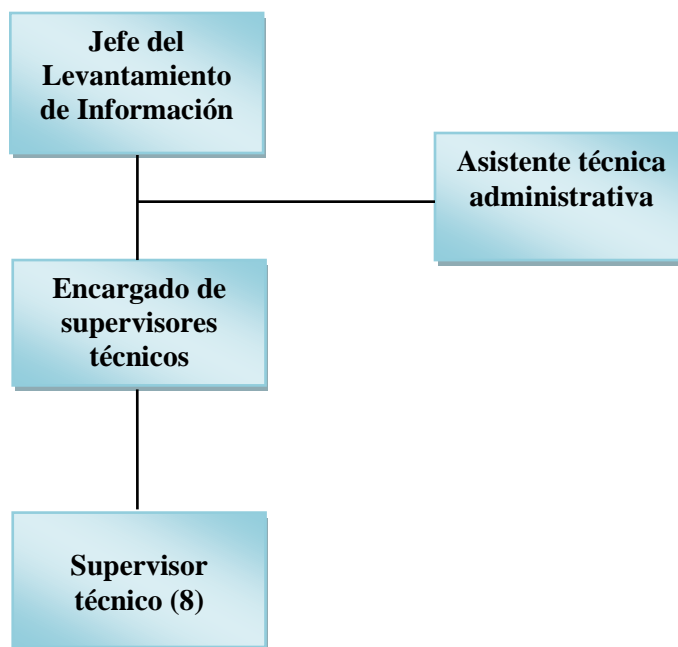 Jefe del
Levantamiento
de Información
Asistente técnica
administrativa
Encargado de
supervisores
técnicos
Supervisor
técnico (8)